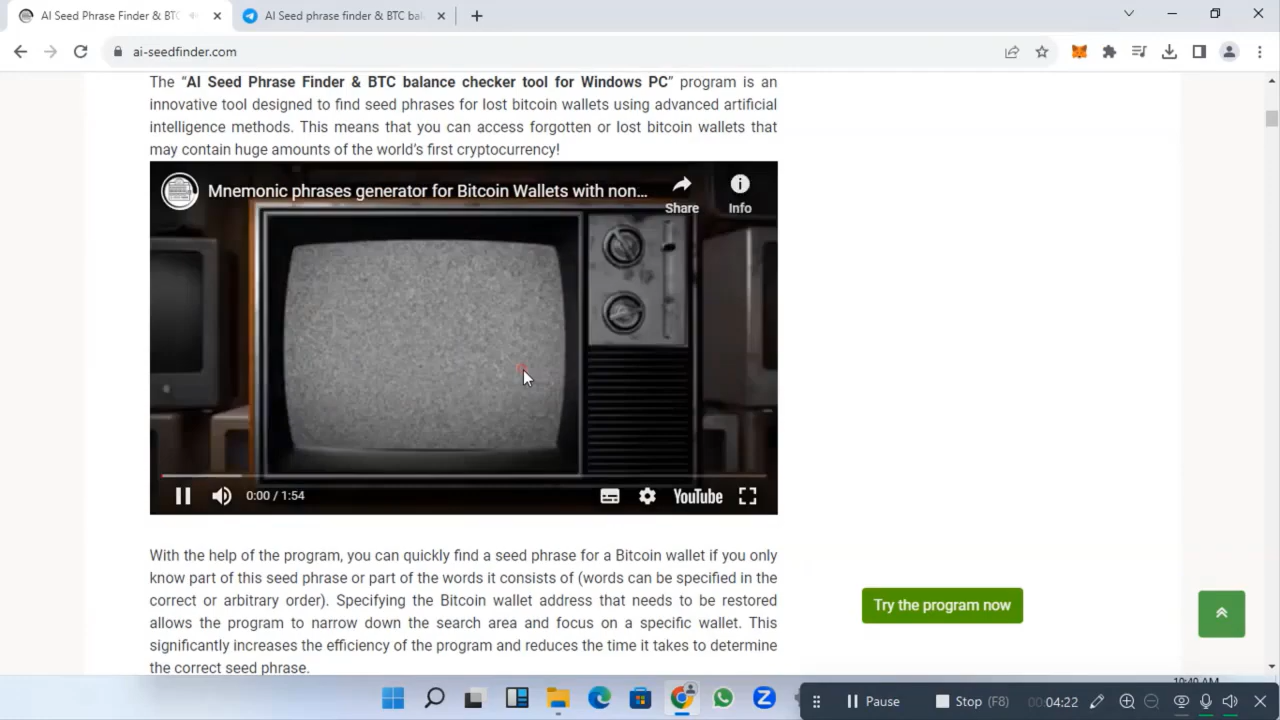 AI Seed Phrase Finder & BTC
AI Seed phrase finder & BTC bal
ai-seedfinder.com
The “AI Seed Phrase Finder & BTC balance checker tool for Windows PC” program is an
innovative tool designed to find seed phrases for lost bitcoin wallets using advanced artificial
intelligence methods. This means that you can access forgotten or lost bitcoin wallets that
may contain huge amounts of the world’s first cryptocurrency!
Mnemonic phrases generator for Bitcoin Wallets with non...
Share
Info
0:00 / 1:54
YouTube
With the help of the program, you can quickly find a seed phrase for a Bitcoin wallet if you only
know part of this seed phrase or part of the words it consists of (words can be specified in the
correct or arbitrary order). Specifying the Bitcoin wallet address that needs to be restored
allows the program to narrow down the search area and focus on a specific wallet. This
significantly increases the efficiency of the program and reduces the time it takes to determine
the correct seed phrase.
Try the program now
10:49 AM
Pause
Stop (F8)
00:04:22